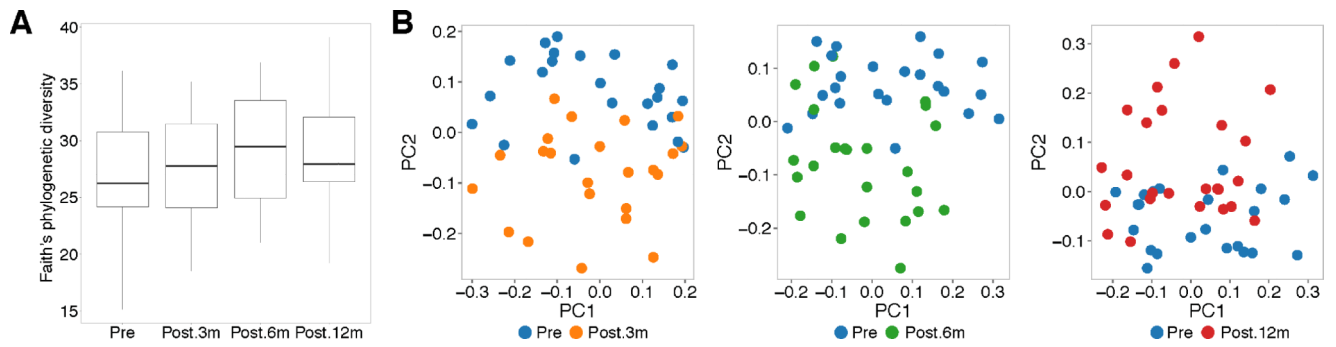 A
Faith's phylogenetic diversity
40
35
30
25
20
15
Pre Post.3m Post.6m Post.12m
B
PC2
0.2
0.1
0.0
−0.1
−0.2
−0.3 −0.2 −0.1 0.0 0.1 0.2
PC1
Pre Post.3m
PC2
0.1
0.0
−0.1
−0.2
−0.2 −0.1 0.0 0.1 0.2 0.3
PC1
Pre Post.6m
PC2
0.3
0.2
0.1
0.0
−0.1
−0.2 −0.1 0.0 0.1 0.2 0.3
PC1
Pre Post.12m